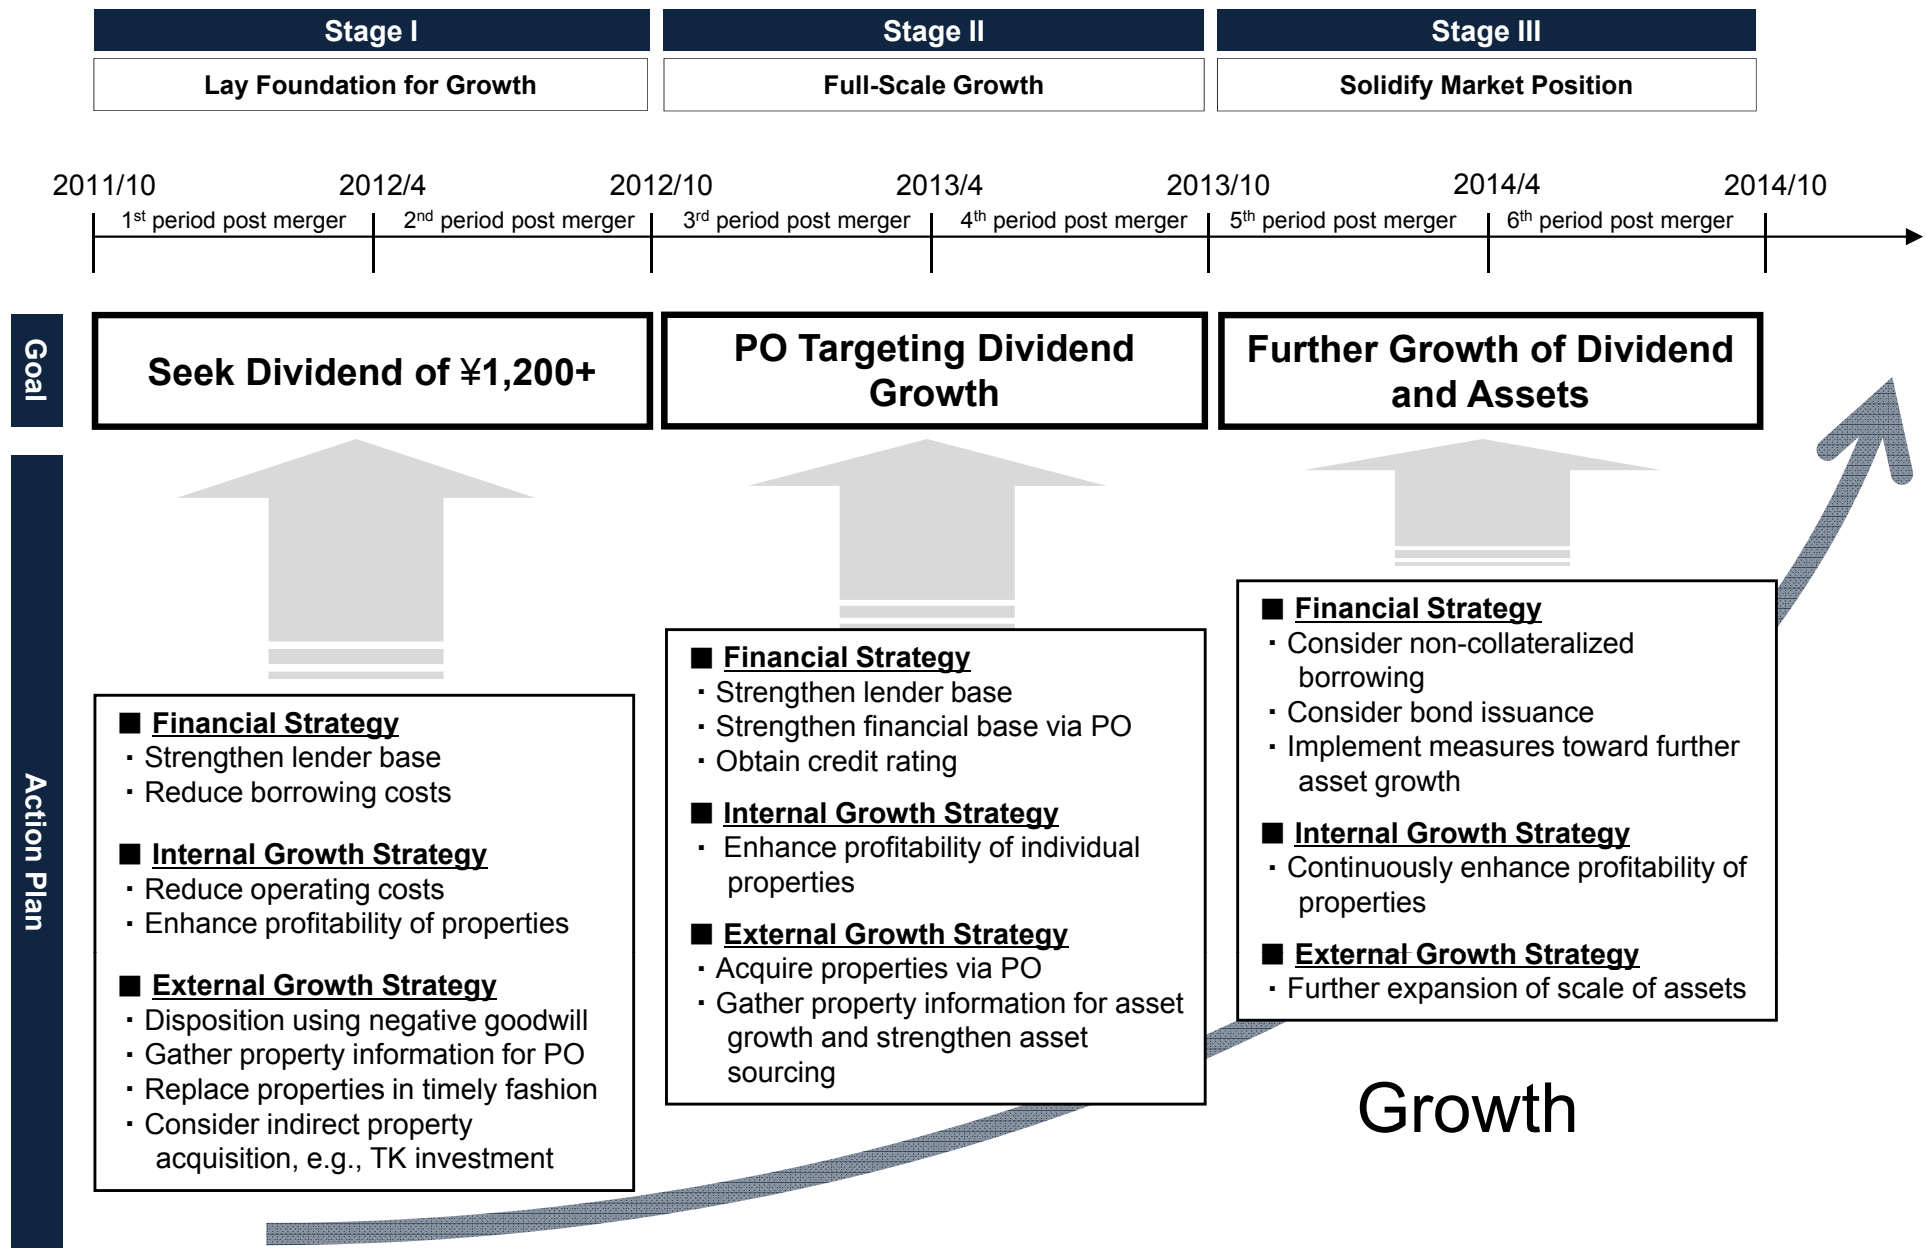 Stage I
Stage II
Stage III
Lay Foundation for Growth
Full-Scale Growth
Solidify Market Position
2011/10
2012/4
2012/10
2013/4
2013/10
2014/4
2014/10
1st period post merger
2nd period post merger
3rd period post merger
4th period post merger
5th period post merger
6th period post merger
Goal
Seek Dividend of ¥1,200+
PO Targeting Dividend
Growth
Further Growth of Dividend
and Assets
Action Plan
■ Financial Strategy
・Strengthen lender base
・Reduce borrowing costs
■ Internal Growth Strategy
・Reduce operating costs
・Enhance profitability of properties
■ External Growth Strategy
・Disposition using negative goodwill
・Gather property information for PO
・Replace properties in timely fashion
・Consider indirect property
acquisition, e.g., TK investment
■ Financial Strategy
・Strengthen lender base
・Strengthen financial base via PO
・Obtain credit rating
■ Internal Growth Strategy
・Enhance profitability of individual
properties
■ External Growth Strategy
・Acquire properties via PO
・Gather property information for asset
growth and strengthen asset
sourcing
■ Financial Strategy
・Consider non-collateralized
borrowing
・Consider bond issuance
・Implement measures toward further
asset growth
■ Internal Growth Strategy
・Continuously enhance profitability of
properties
■ External Growth Strategy
・Further expansion of scale of assets
Growth